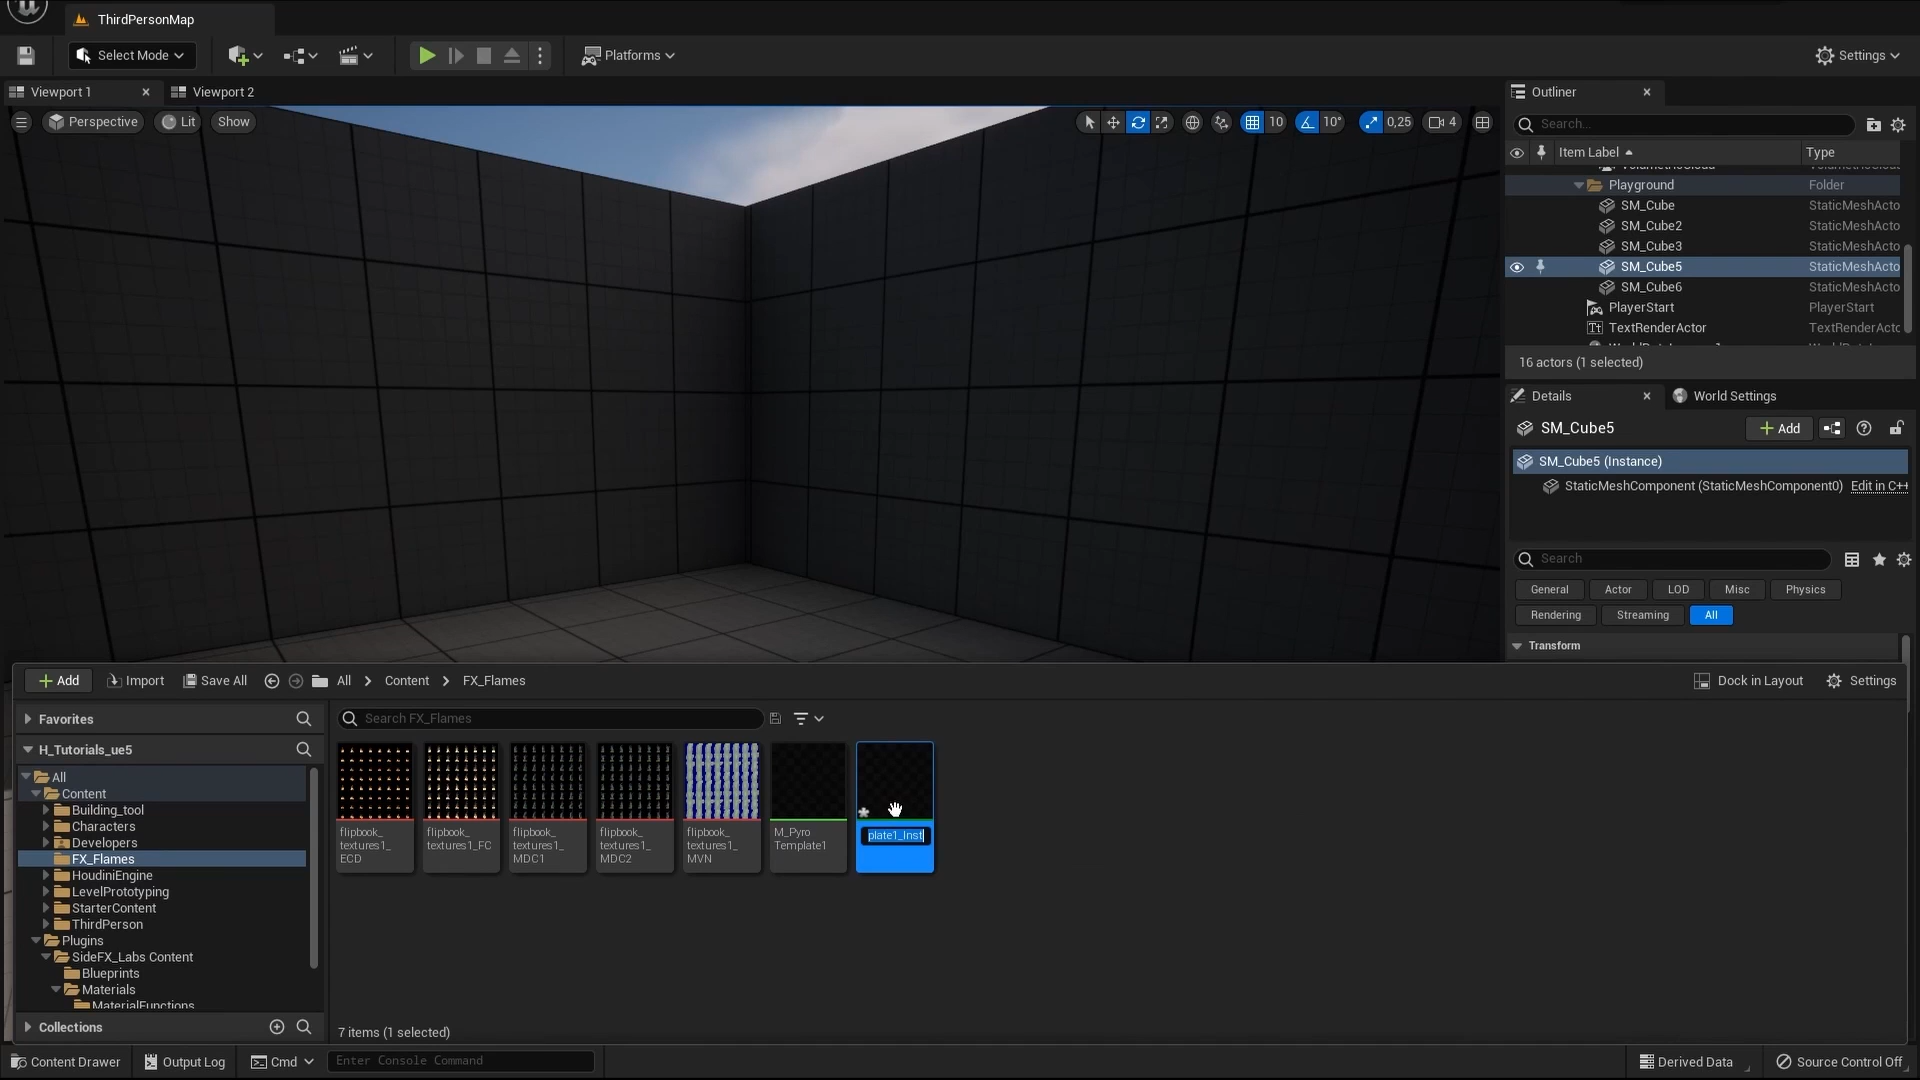 ThirdPersonMap
Select Mode
Platforms
Settings
Viewport 1
Viewport 2
Perspective
Lit
Show
10
10°
0,25
4
Outliner
Search...
Item Label
Type
Playground
Folder
SM_Cube
StaticMeshActo
SM_Cube2
StaticMeshActo
SM_Cube3
StaticMeshActo
SM_Cube5
StaticMeshActo
SM_Cube6
StaticMeshActo
PlayerStart
PlayerStart
TextRenderActor
TextRenderActo
16 actors (1 selected)
Details
World Settings
SM_Cube5
+ Add
SM_Cube5 (Instance)
StaticMeshComponent (StaticMeshComponent0)
Edit in C++
Search
General
Actor
LOD
Misc
Physics
Rendering
Streaming
All
Transform
+ Add
Import
Save All
All
Content
FX_Flames
Dock in Layout
Settings
Favorites
H_Tutorials_ue5
All
Content
Building_tool
Characters
Developers
FX_Flames
HoudiniEngine
LevelPrototyping
StarterContent
ThirdPerson
Plugins
SideFX_Labs Content
Blueprints
Materials
MaterialFunctions
Collections
Search FX_Flames
flipbook_
textures1_
ECD
flipbook_
textures1_FC
flipbook_
textures1_
MDC1
flipbook_
textures1_
MDC2
flipbook_
textures1_
MVN
M_Pyro
Template1
plate1_Inst
7 items (1 selected)
Content Drawer
Output Log
Cmd
Enter Console Command
Derived Data
Source Control Off